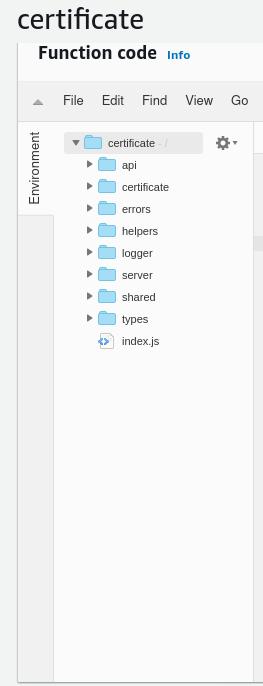 certificate
Function code Info
File Edit Find View Go
Environment
certificate - /
api
certificate
errors
helpers
logger
server
shared
types
index.js